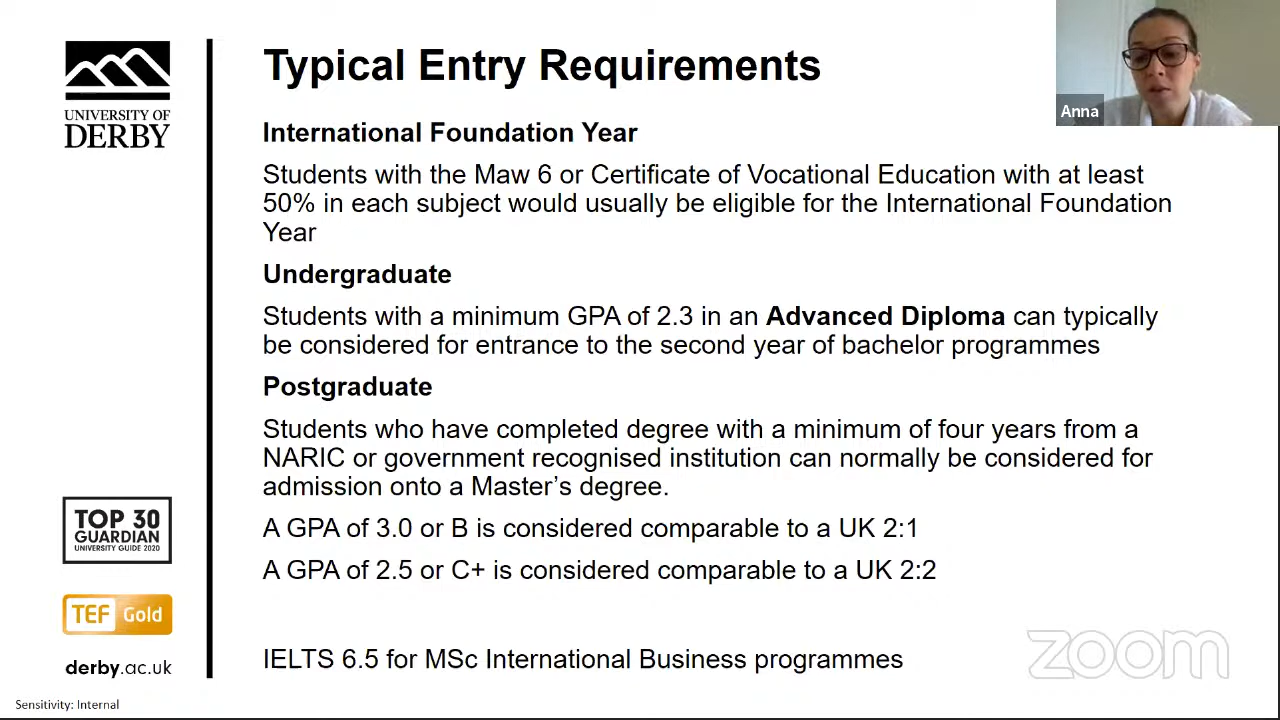 Typical Entry Requirements
Anna
UNIVERSITY OF
DERBY
International Foundation Year
Students with the Maw 6 or Certificate of Vocational Education with at least
50% in each subject would usually be eligible for the International Foundation
Year
Undergraduate
Students with a minimum GPA of 2.3 in an Advanced Diploma can typically
be considered for entrance to the second year of bachelor programmes
Postgraduate
Students who have completed degree with a minimum of four years from a
NARIC or government recognised institution can normally be considered for
admission onto a Master’s degree.
A GPA of 3.0 or B is considered comparable to a UK 2:1
A GPA of 2.5 or C+ is considered comparable to a UK 2:2
IELTS 6.5 for MSc International Business programmes
TOP 30
GUARDIAN
UNIVERSITY GUIDE 2020
TEF Gold
derby.ac.uk
zoom
Sensitivity: Internal